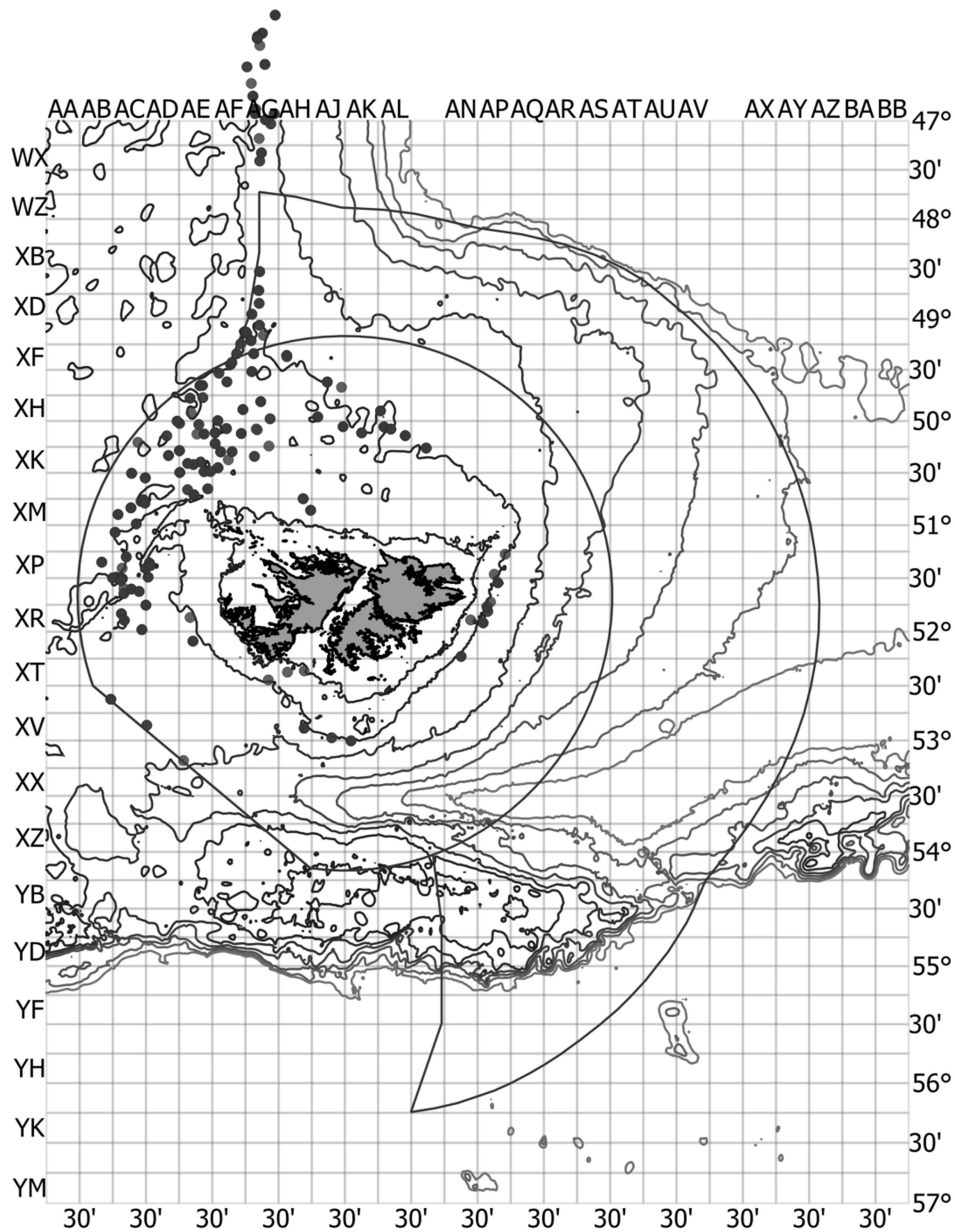 AA AB AC AD AE AF AG AH AJ AK AL AN AP AQ AR AS AT AU AV AX AY AZ BA BB 47°
WX 30'
WZ 48°
XB 30'
XD 49°
XF 30'
XH 50°
XK 30'
XM 51°
XP 30'
XR 52°
XT 30'
XV 53°
XX 30'
XZ 54°
YB 30'
YD 55°
YF 30'
YH 56°
YK 30'
YM 57°
30' 30' 30' 30' 30' 30' 30' 30' 30' 30' 30' 30' 30'